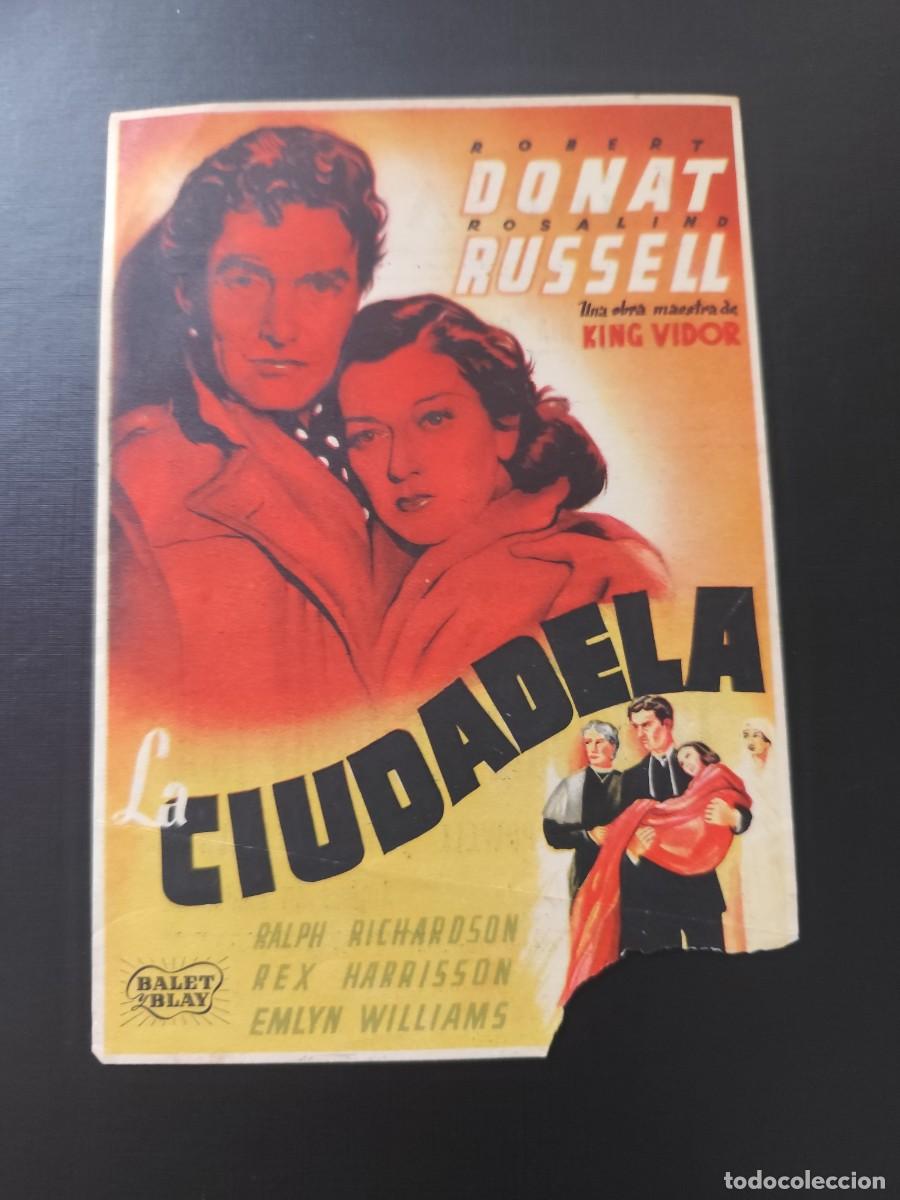 ROBERT
DONAT
ROSALIND
RUSSELL
Una obra maestra de
KING VIDOR
La CIUDADELA
RALPH RICHARDSON
REX HARRISSON
EMLYN WILLIAMS
BALET
y BLAY
todocoleccion